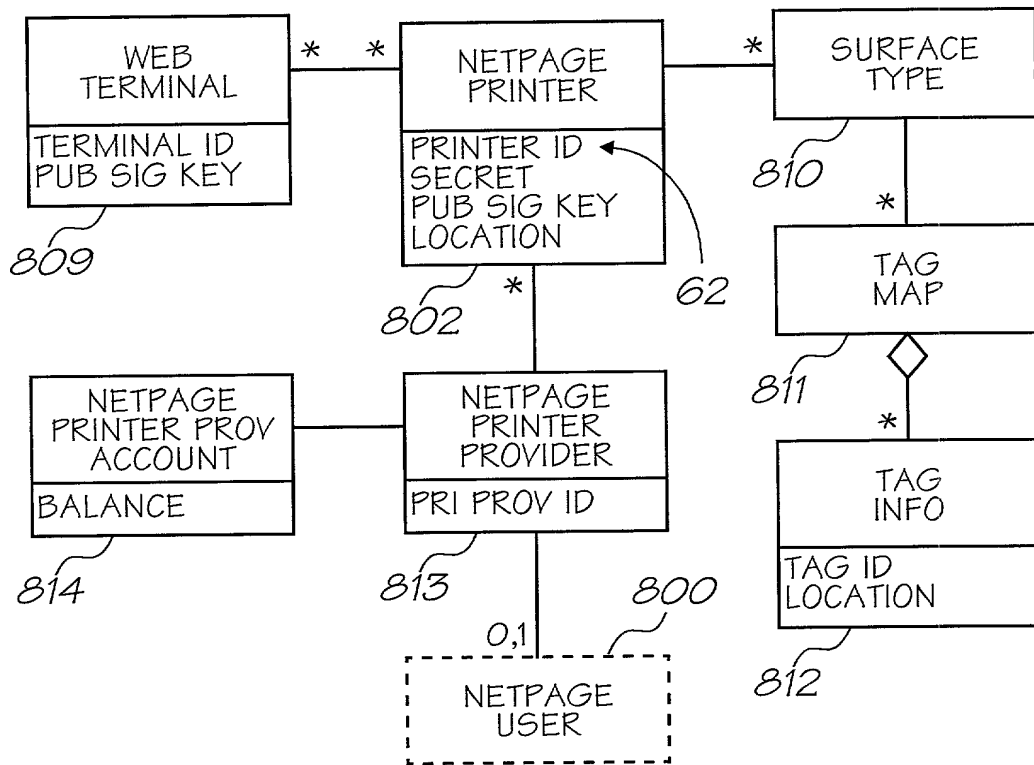 WEB
TERMINAL
TERMINAL ID
PUB SIG KEY
809
*
*
NETPAGE
PRINTER
PRINTER ID
SECRET
PUB SIG KEY
LOCATION
62
802
*
*
SURFACE
TYPE
810
*
TAG
MAP
811
*
TAG
INFO
TAG ID
LOCATION
812
NETPAGE
PRINTER PROV
ACCOUNT
BALANCE
814
NETPAGE
PRINTER
PROVIDER
PRI PROV ID
813
0,1
800
NETPAGE
USER